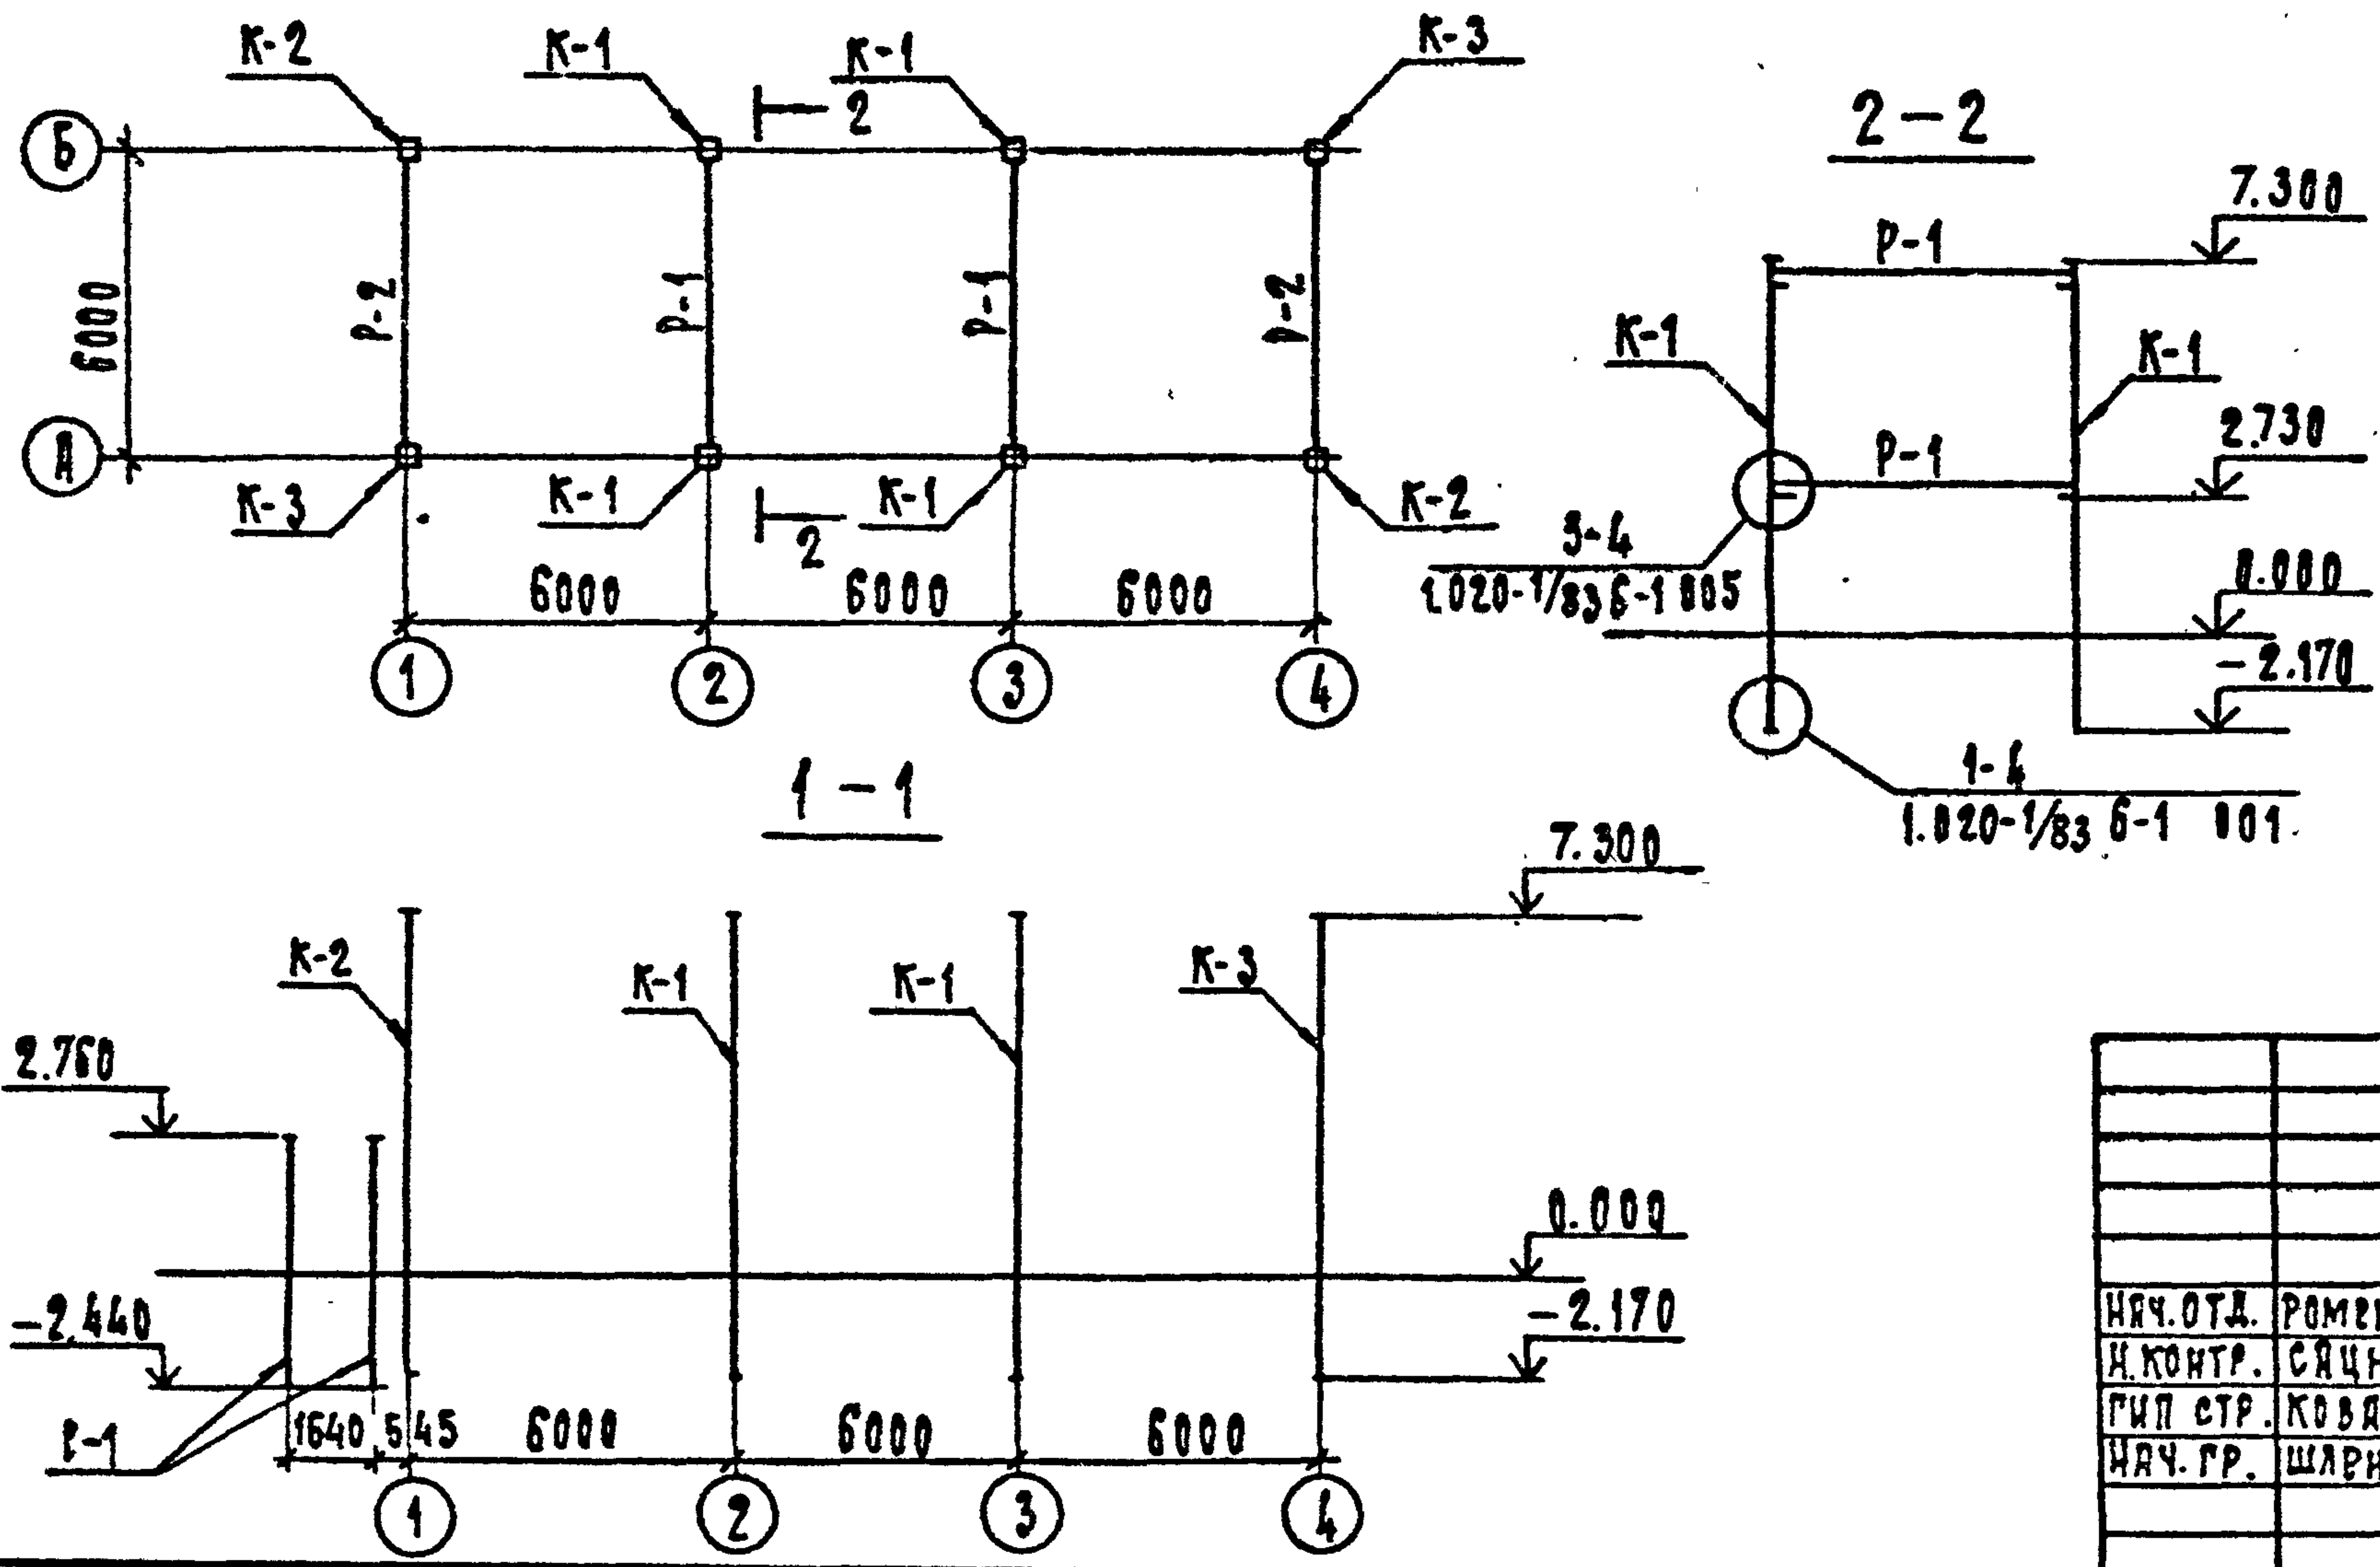 К-2
К-1
К-1
К-3
2
2 – 2
Б
6000
Р-2
Р-1
Р-1
Р-2
А
К-3
К-1
К-1
К-2
2
6000
6000
6000
1
2
3
4
7.300
Р-1
К-1
К-1
2.730
Р-1
3-4
1.020-1/83 6-1 005
0.000
-2.170
1-4
1.020-1/83 6-1 001
1 – 1
7.300
К-2
К-1
К-1
К-3
2.760
0.000
-2.440
-2.170
1640
545
6000
6000
6000
1
2
3
4
НАЧ.ОТД.
Н.КОНТР.
ГИП СТР.
НАЧ. ГР.